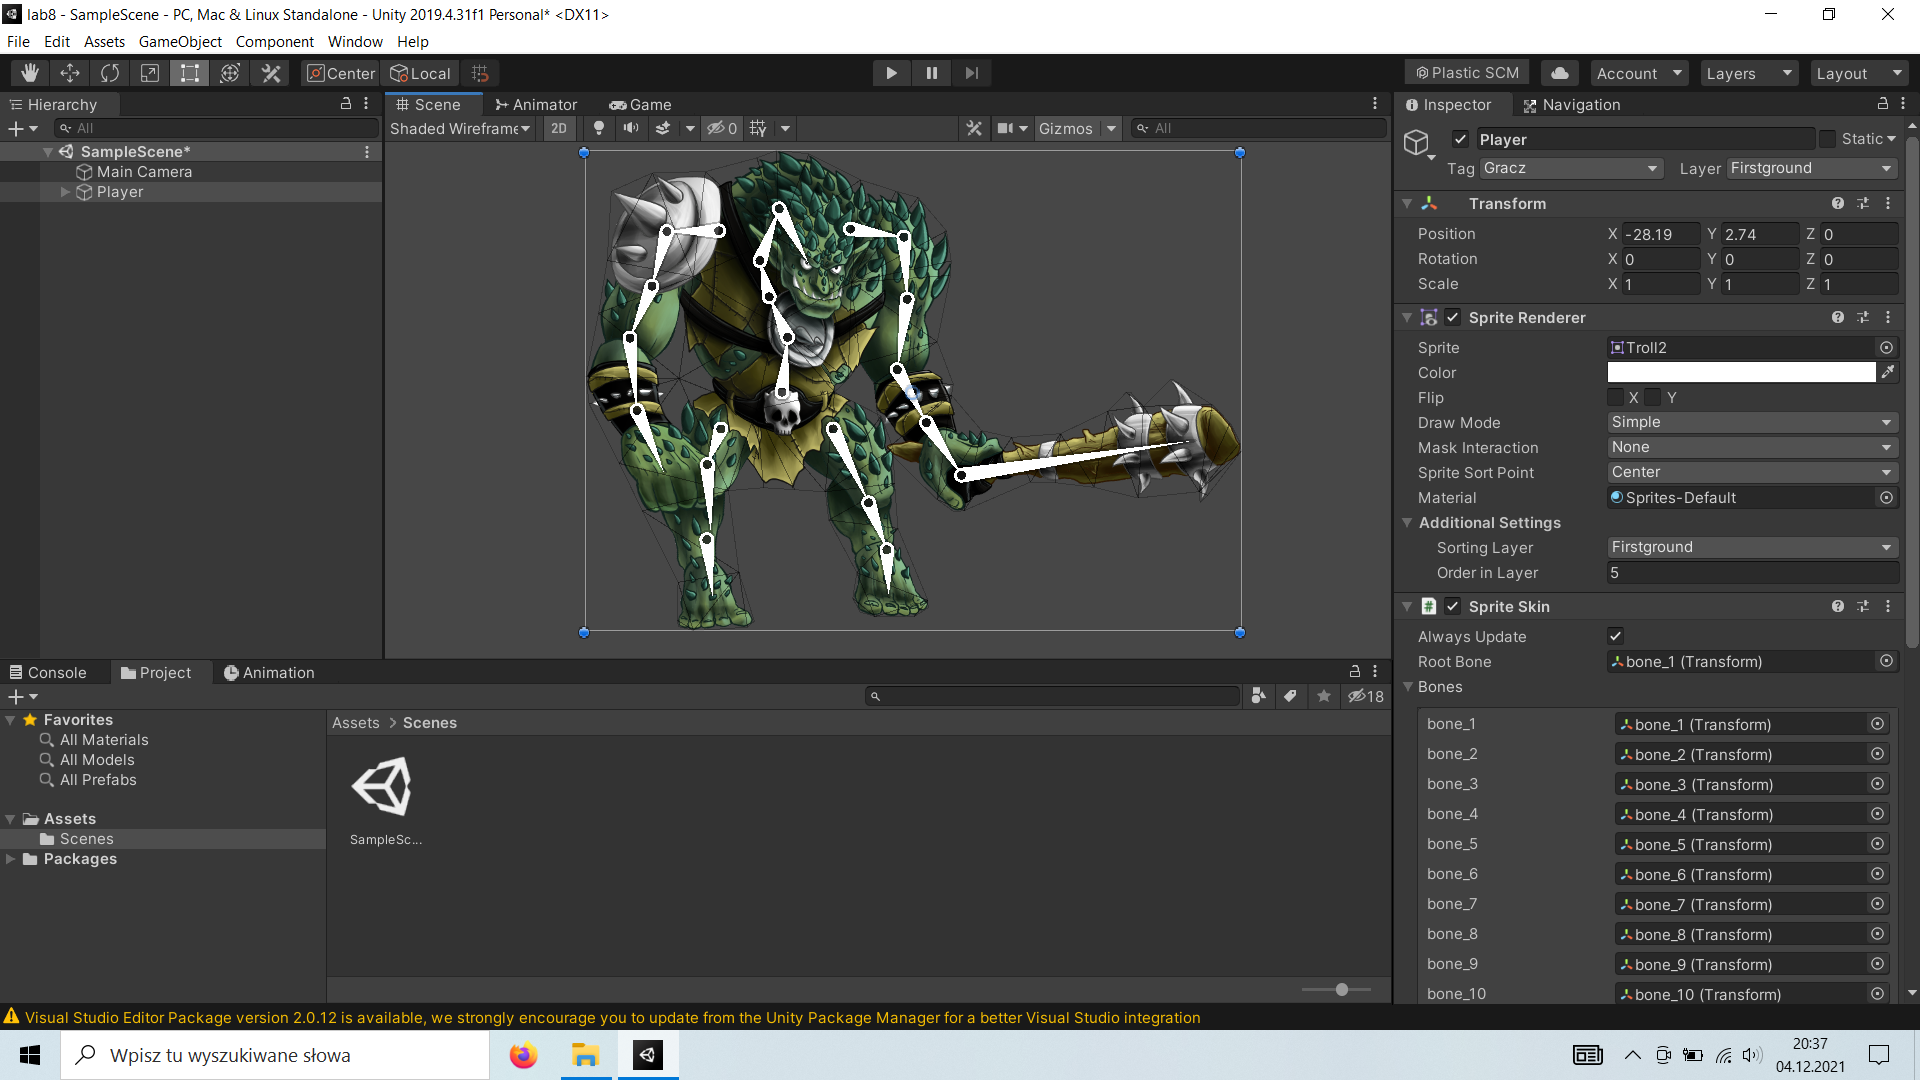 lab8 - SampleScene - PC, Mac & Linux Standalone - Unity 2019.4.31f1 Personal* <DX11>
File Edit Assets GameObject Component Window Help
Center Local Plastic SCM Account Layers Layout
Hierarchy
All
SampleScene*
Main Camera
Player
Scene Animator Game
Shaded Wireframe 2D 0 Gizmos All
Inspector Navigation
Player Static
Tag Gracz Layer Firstground
Transform
Position X -28.19 Y 2.74 Z 0
Rotation X 0 Y 0 Z 0
Scale X 1 Y 1 Z 1
Sprite Renderer
Sprite Troll2
Color
Flip X Y
Draw Mode Simple
Mask Interaction None
Sprite Sort Point Center
Material Sprites-Default
Additional Settings
Sorting Layer Firstground
Order in Layer 5
Sprite Skin
Always Update
Root Bone bone_1 (Transform)
Bones
bone_1 bone_1 (Transform)
bone_2 bone_2 (Transform)
bone_3 bone_3 (Transform)
bone_4 bone_4 (Transform)
bone_5 bone_5 (Transform)
bone_6 bone_6 (Transform)
bone_7 bone_7 (Transform)
bone_8 bone_8 (Transform)
bone_9 bone_9 (Transform)
bone_10 bone_10 (Transform)
Console Project Animation
18
Favorites
All Materials
All Models
All Prefabs
Assets
Scenes
Packages
Assets > Scenes
SampleSc...
Visual Studio Editor Package version 2.0.12 is available, we strongly encourage you to update from the Unity Package Manager for a better Visual Studio integration
Wpisz tu wyszukiwane słowa
20:37
04.12.2021